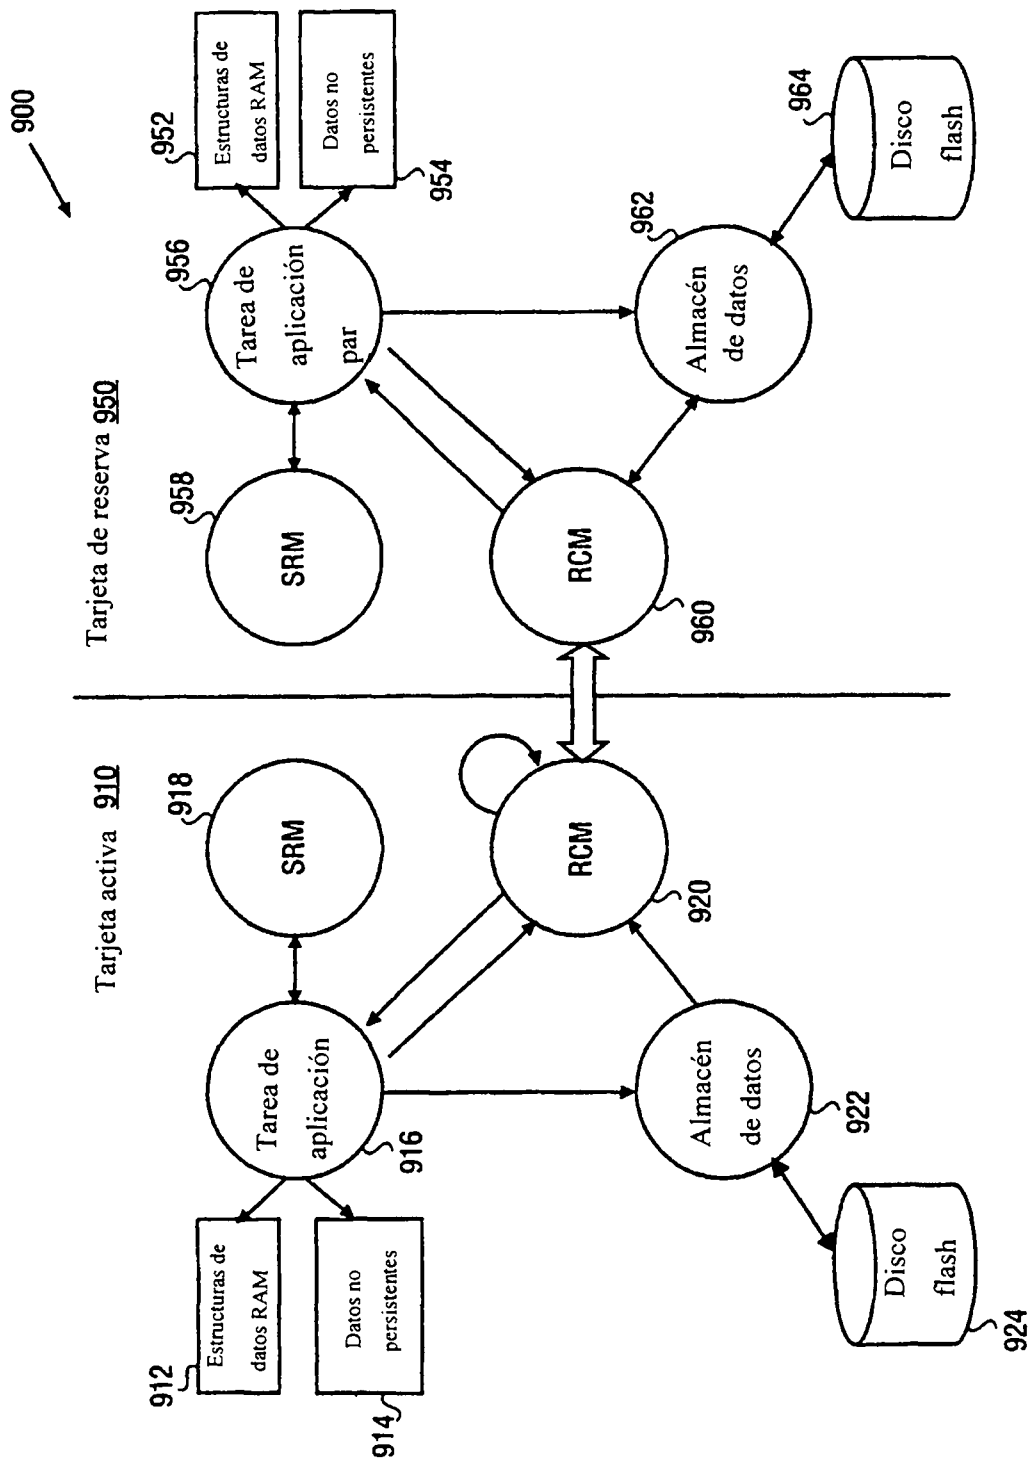 900
Tarjeta activa 910
Tarjeta de reserva 950
912
Estructuras de
datos RAM
914
Datos no
persistentes
Tarea de
aplicación
916
918
SRM
RCM
920
Almacén
de datos
922
Disco
flash
924
958
SRM
956
Tarea de
aplicación
par
952
Estructuras de
datos RAM
Datos no
persistentes
954
RCM
960
962
Almacén
de datos
964
Disco
flash